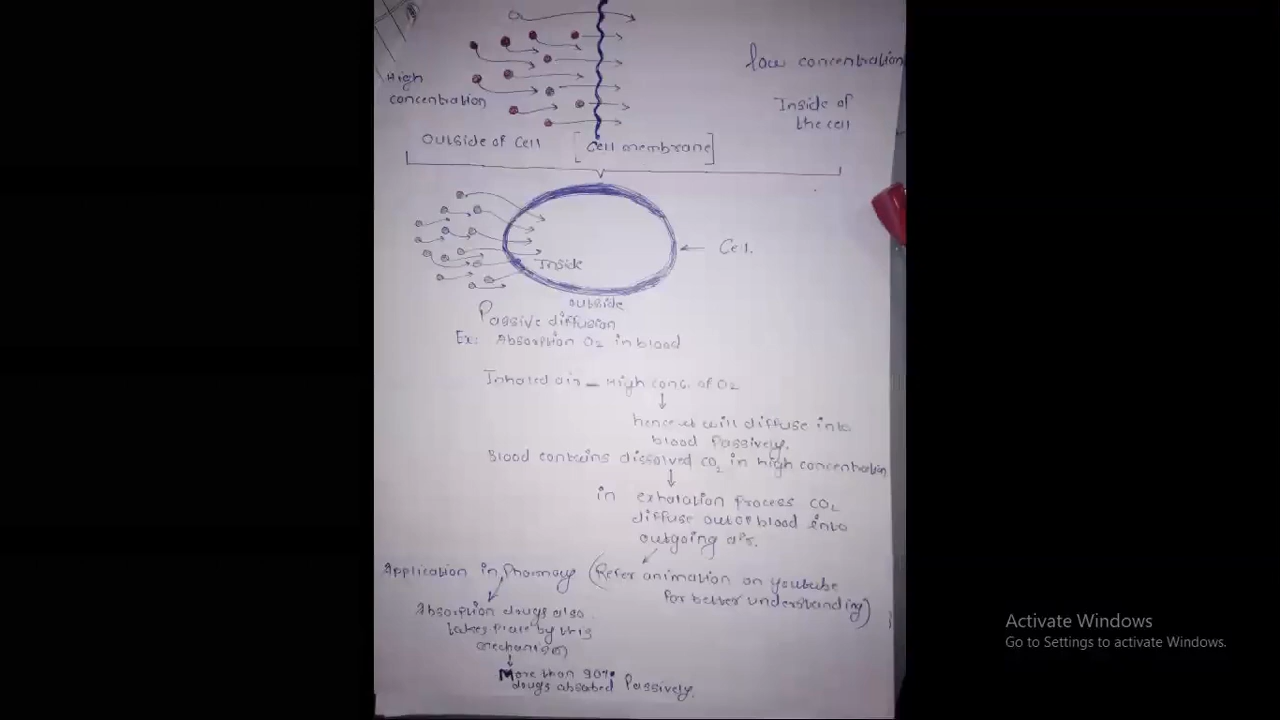 low concentration
High
concentration
Inside of
the cell
Outside of Cell
[Cell membrane]
Cell.
Inside
outside
Passive diffusion
Ex: Absorption O2 in blood
Inhaled air - High conc. of O2
hence it will diffuse into
blood Passively.
Blood contains dissolved CO2 in high concentration
in exhalation process CO2
diffuse out of blood into
outgoing air.
Application in Pharmacy (Refer animation on youtube
for better understanding)
Absorption drugs also
takes place by this
mechanism
More than 90%
drugs absorbed Passively.
Activate Windows
Go to Settings to activate Windows.